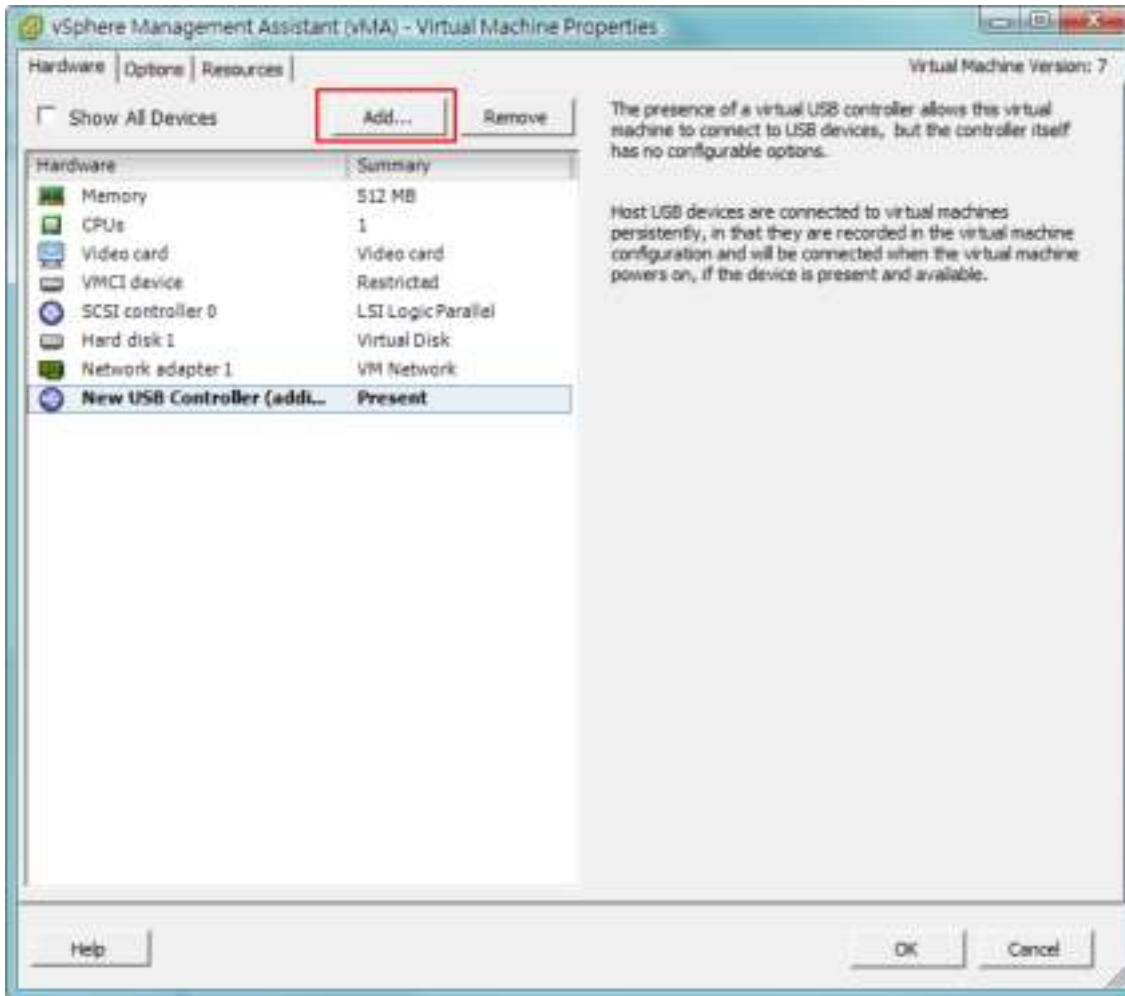 vSphere Management Assistant (vMA) - Virtual Machine Properties
Hardware Options Resources
Virtual Machine Version: 7
Show All Devices
Add...
Remove
Hardware Summary
Memory 512 MB
CPUs 1
Video card Video card
VMCI device Restricted
SCSI controller 0 LSI Logic Parallel
Hard disk 1 Virtual Disk
Network adapter 1 VM Network
New USB Controller (addi... Present
The presence of a virtual USB controller allows this virtual
machine to connect to USB devices, but the controller itself
has no configurable options.
Host USB devices are connected to virtual machines
persistently, in that they are recorded in the virtual machine
configuration and will be connected when the virtual machine
powers on, if the device is present and available.
Help
OK
Cancel